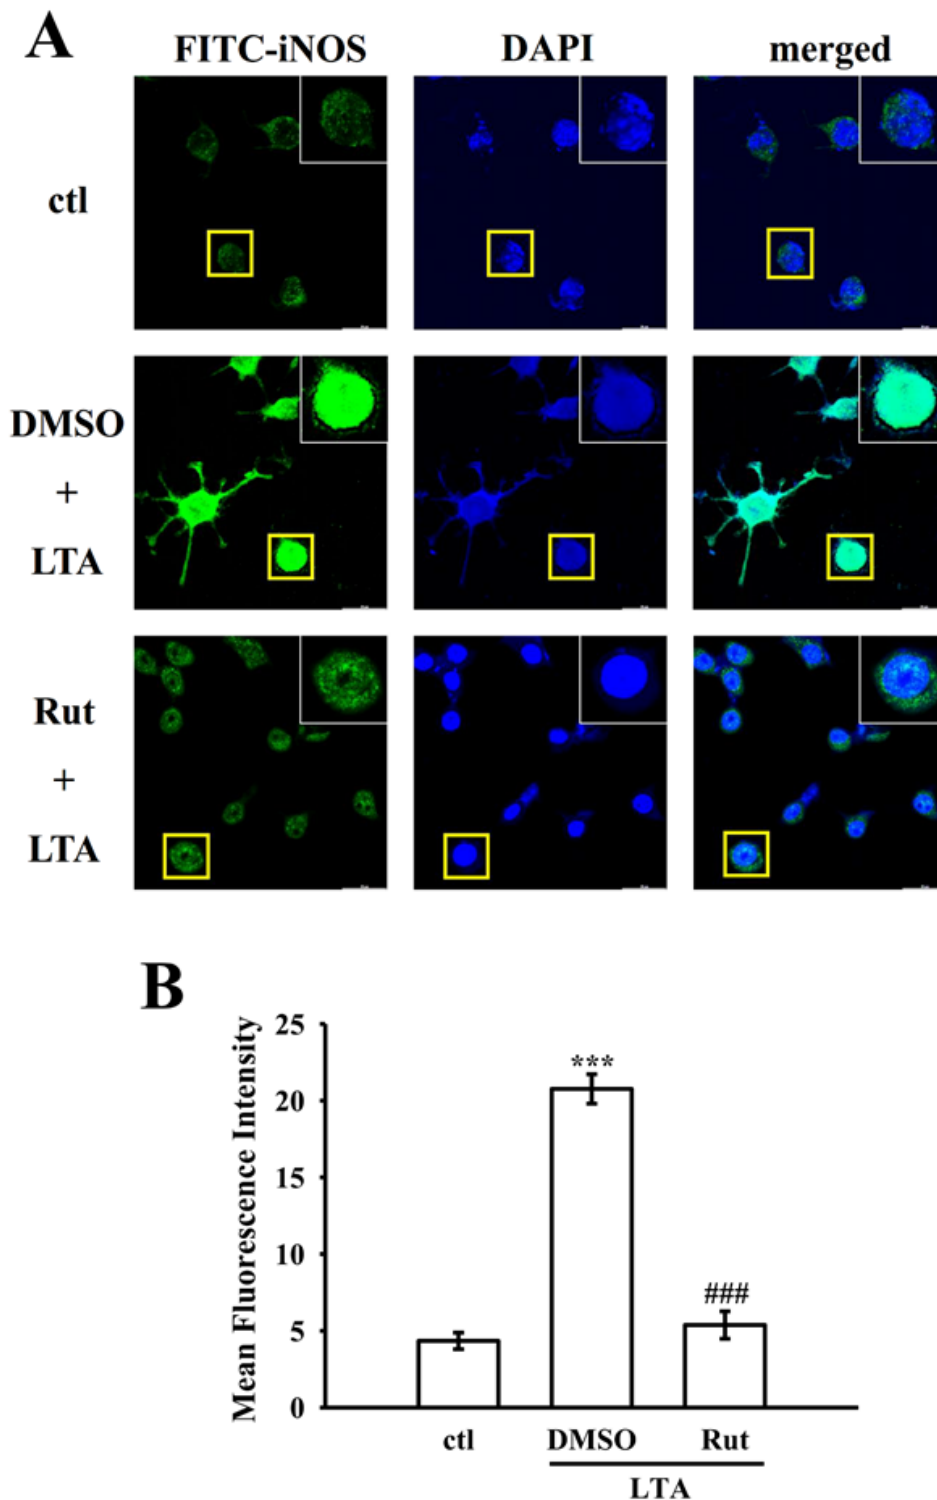 A
FITC-iNOS DAPI merged
ctl
DMSO
+
LTA
Rut
+
LTA
B
Mean Fluorescence Intensity
25
20
15
10
5
0
***
###
ctl DMSO Rut
LTA